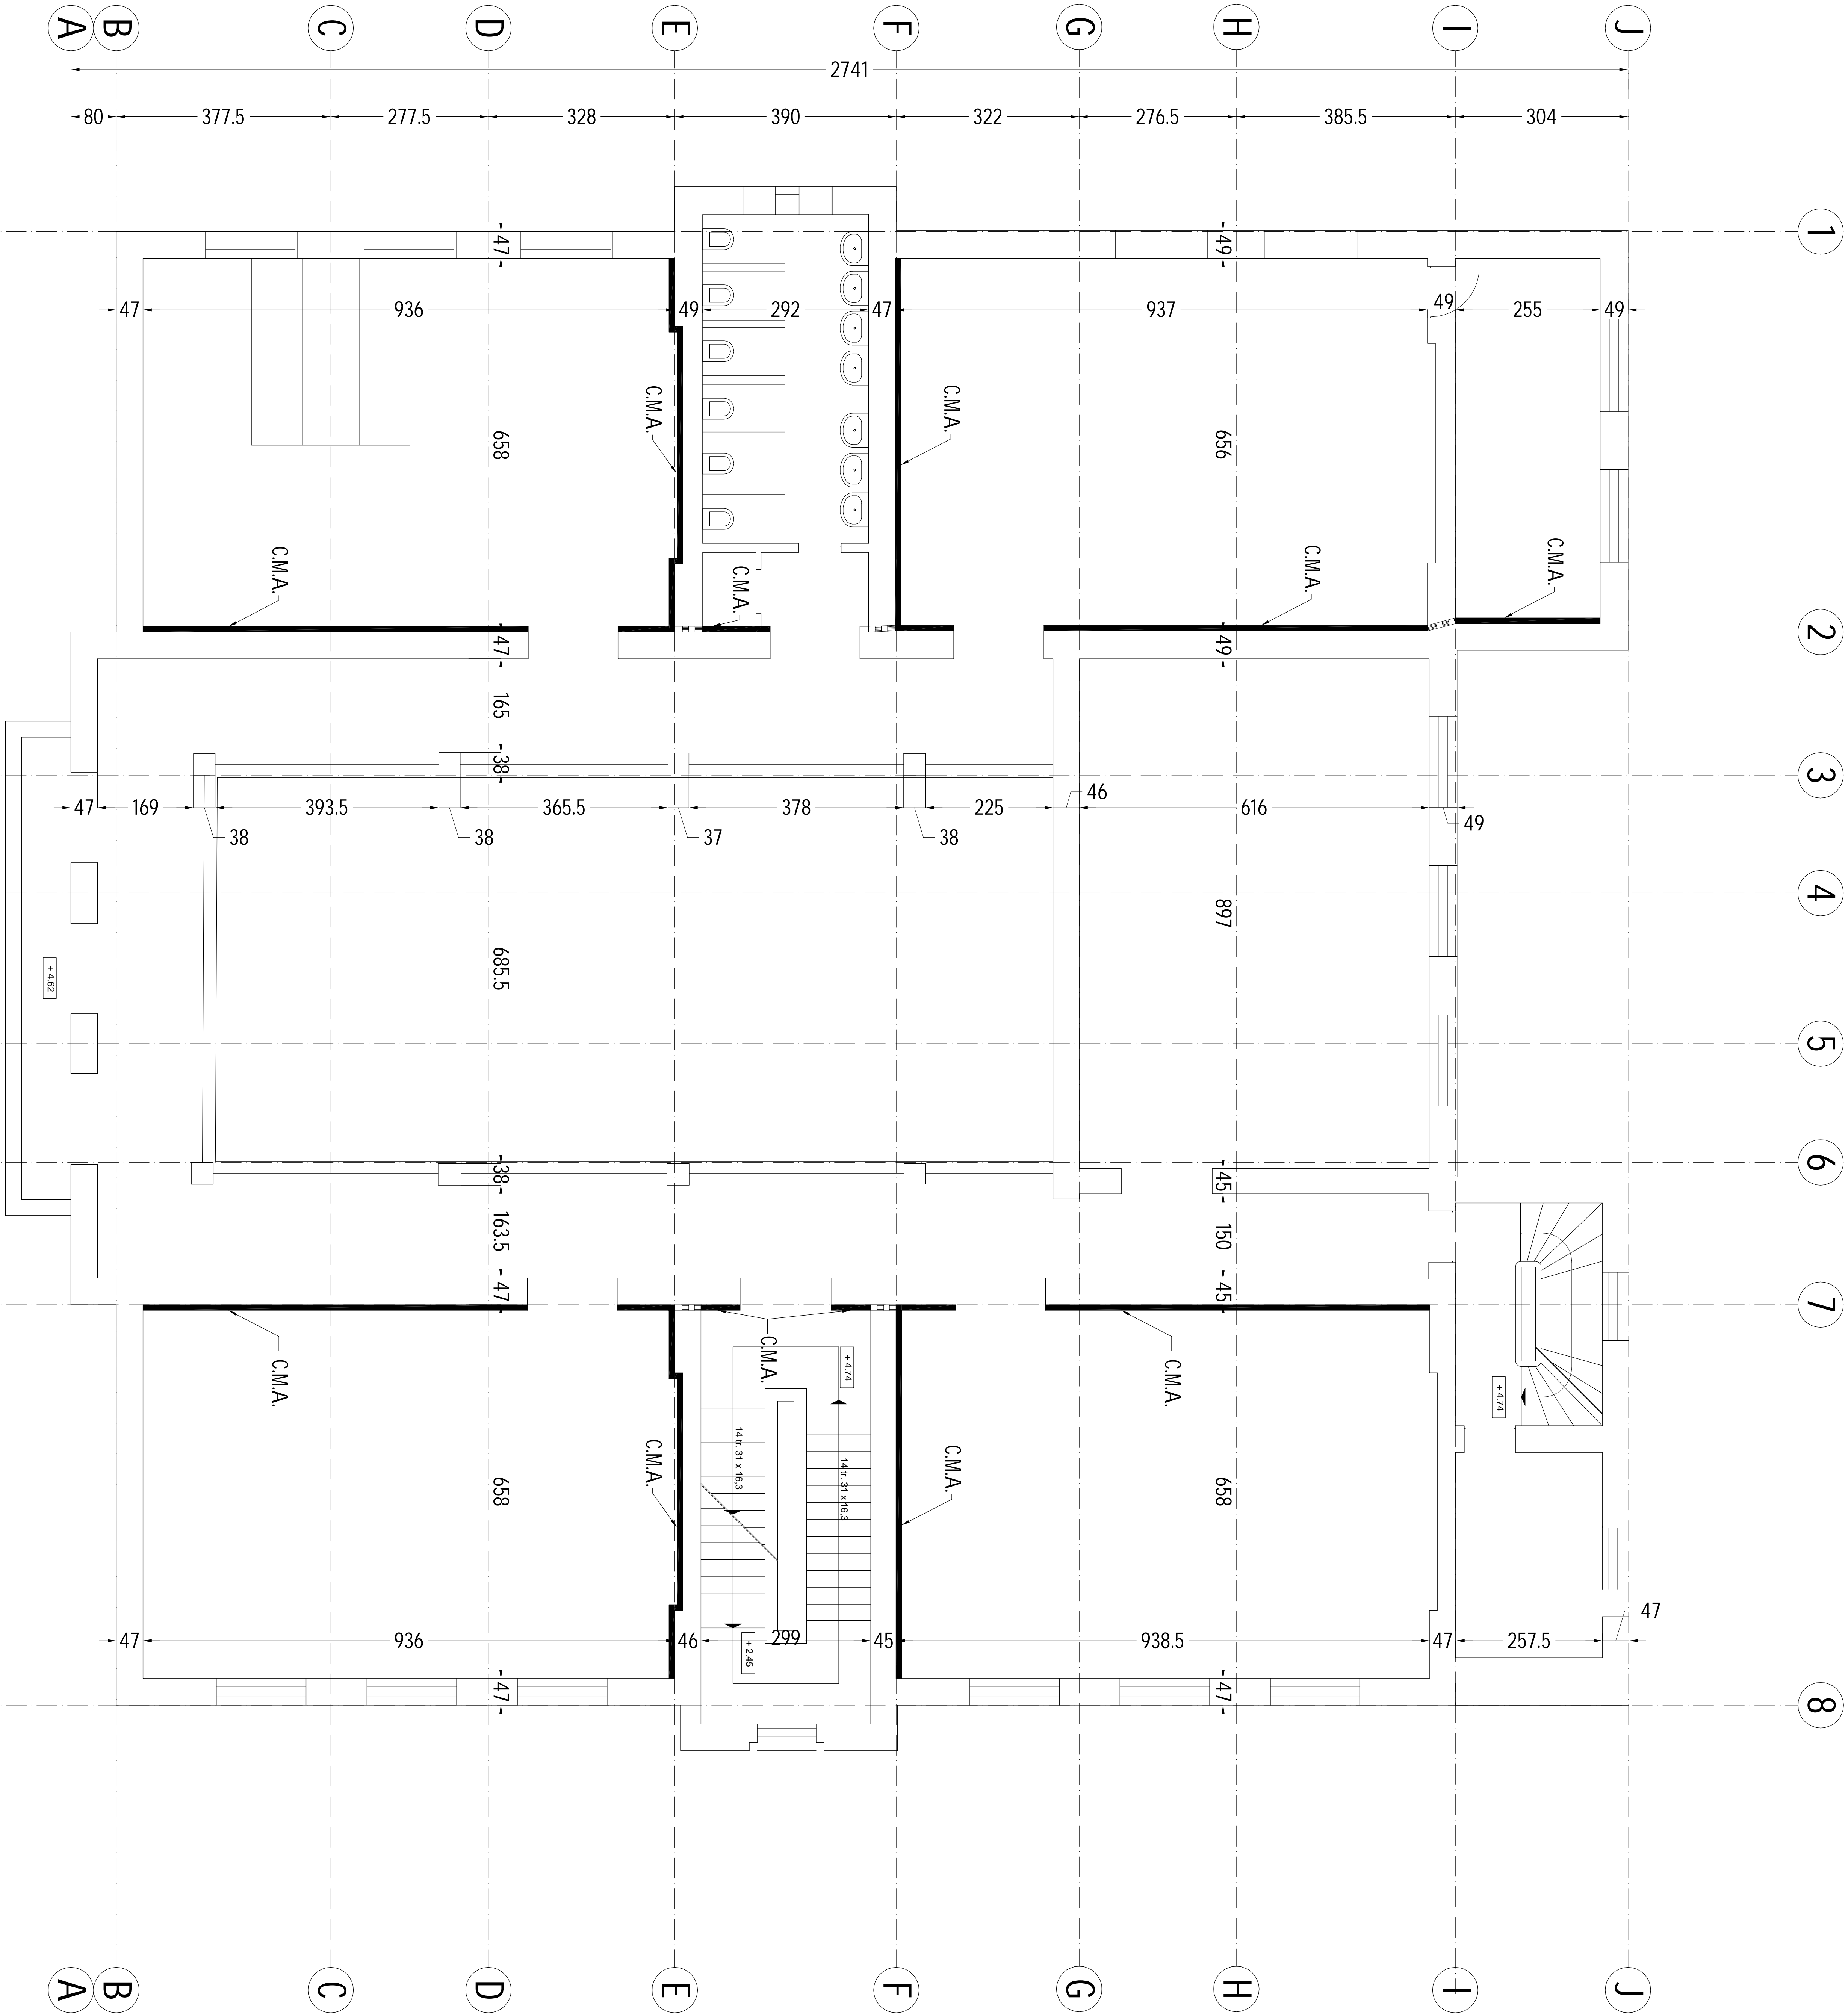 A B C D E F G H I J
2741
80 377.5 277.5 328 390 322 276.5 385.5 304
1
47 49
47 936 49 292 47 937 49 255 49
C.M.A. C.M.A.
658 656
C.M.A. C.M.A. C.M.A. C.M.A.
2
47 49
165
38
3
47 169 393.5 365.5 378 225 46 616
38 38 37 38 49
4
897
+ 4.62
685.5
5
6
38 45
163.5 150
47 45
7
C.M.A. C.M.A. C.M.A.
+ 4.74
+ 4.74
C.M.A. C.M.A.
14 tr. 31 x 16,3
14 tr. 31 x 16,3
658 658
47
47 936 46 299 45 938.5 47 257.5
+ 2.45
47 47
8
A B C D E F G H I J